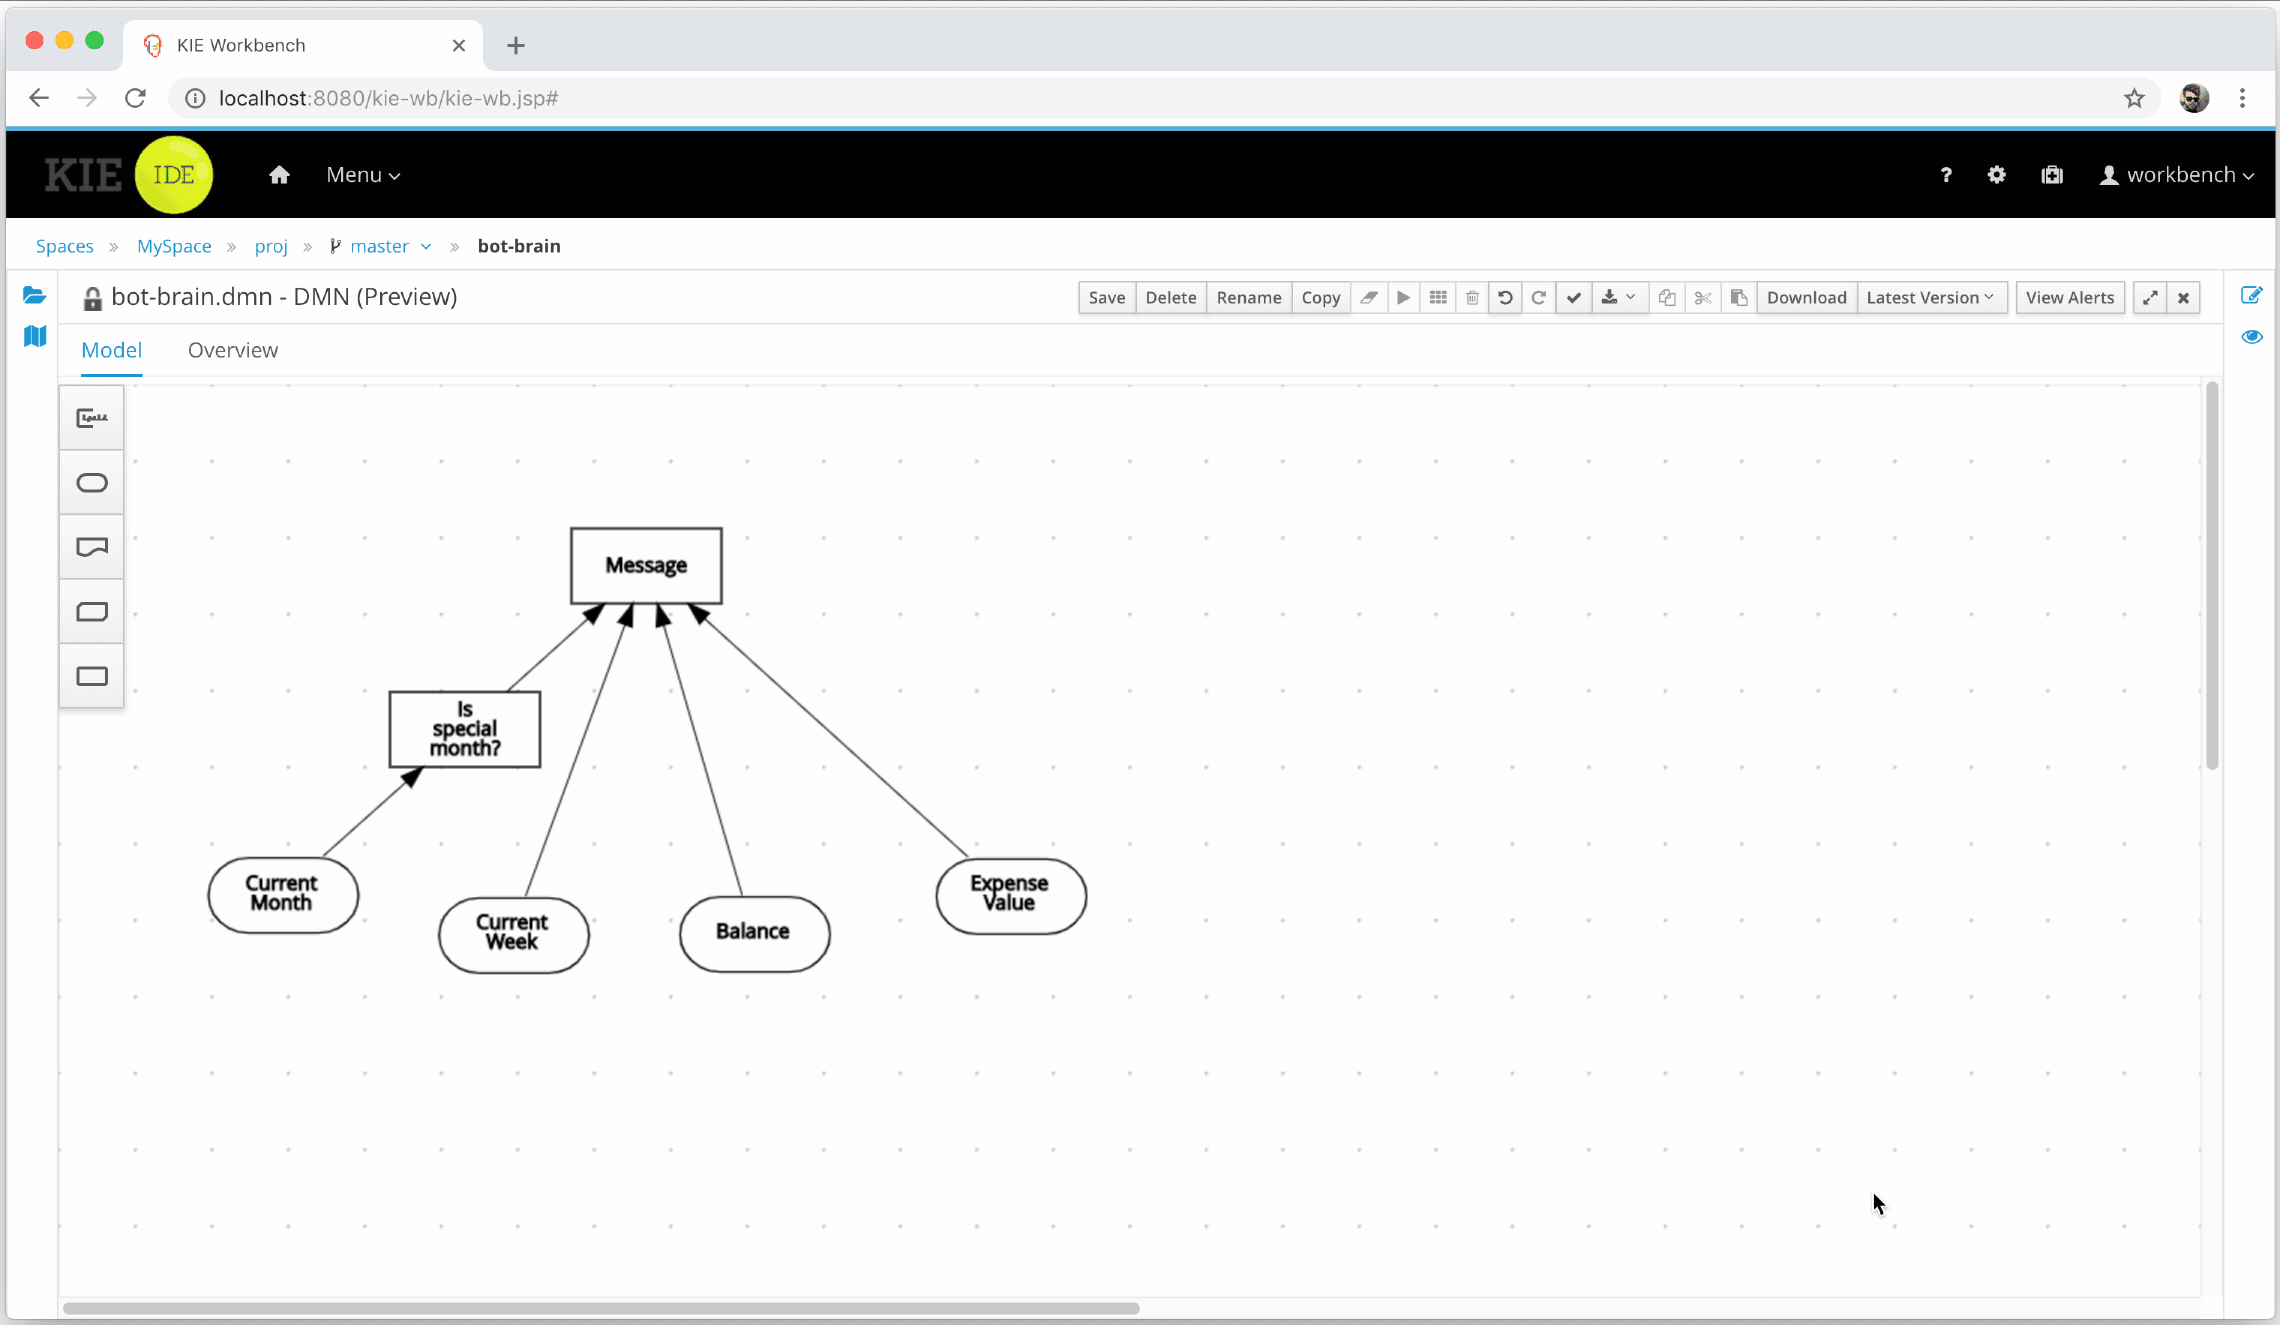 KIE Workbench
localhost:8080/kie-wb/kie-wb.jsp#
KIE IDE Menu ? workbench
Spaces » MySpace » proj » master » bot-brain
bot-brain.dmn - DMN (Preview)
Save Delete Rename Copy Download Latest Version View Alerts
Model Overview
Message
Is
special
month?
Current
Month
Current
Week
Balance
Expense
Value